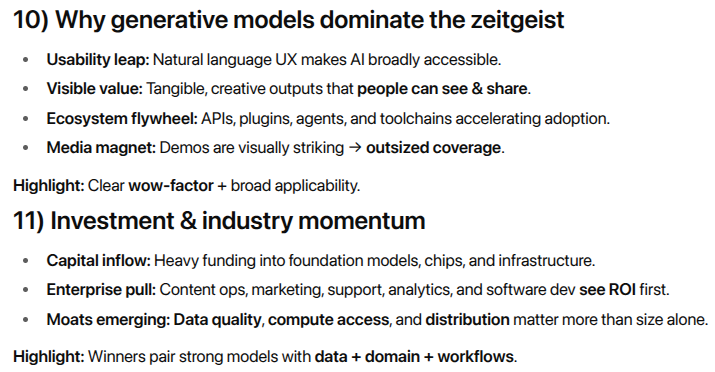 10) Why generative models dominate the zeitgeist
• Usability leap: Natural language UX makes AI broadly accessible.
• Visible value: Tangible, creative outputs that people can see & share.
• Ecosystem flywheel: APIs, plugins, agents, and toolchains accelerating adoption.
• Media magnet: Demos are visually striking → outsized coverage.
Highlight: Clear wow-factor + broad applicability.
11) Investment & industry momentum
• Capital inflow: Heavy funding into foundation models, chips, and infrastructure.
• Enterprise pull: Content ops, marketing, support, analytics, and software dev see ROI first.
• Moats emerging: Data quality, compute access, and distribution matter more than size alone.
Highlight: Winners pair strong models with data + domain + workflows.